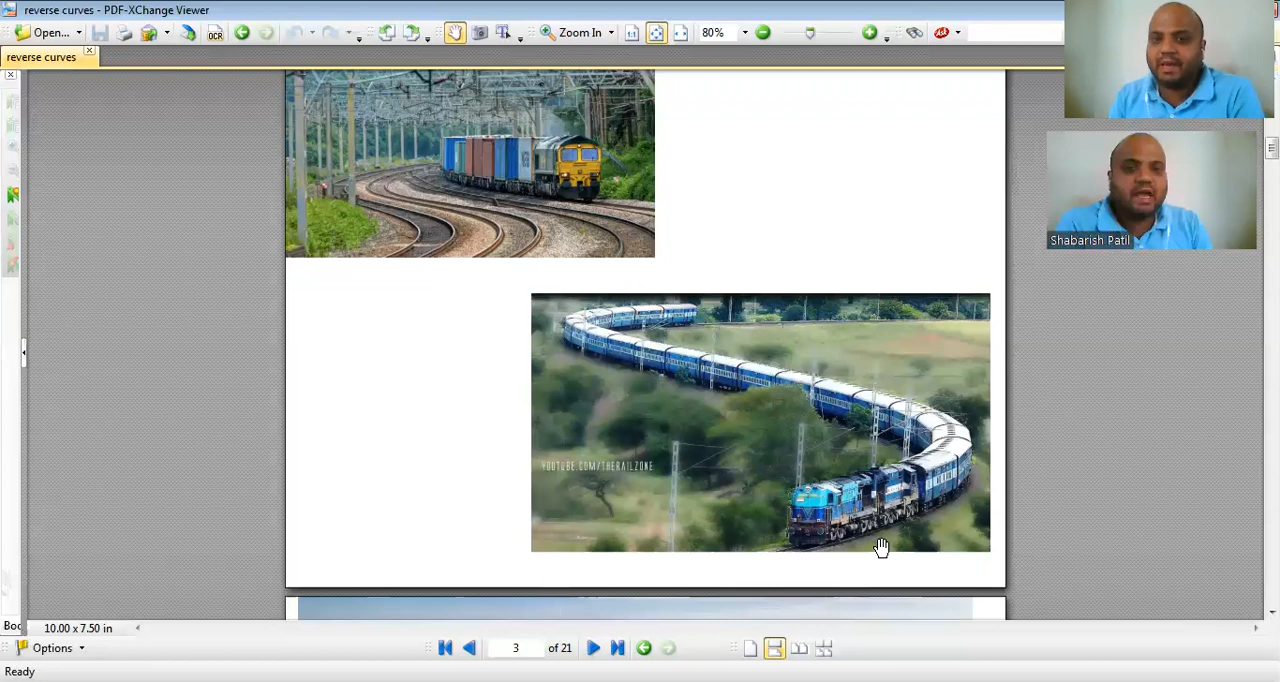 reverse curves - PDF-XChange Viewer
Open...
OCR
Zoom In
80%
reverse curves
Shabarish Patil
YOUTUBE.COM/THERAILZONE
10.00 x 7.50 in
Options
3
of 21
Ready